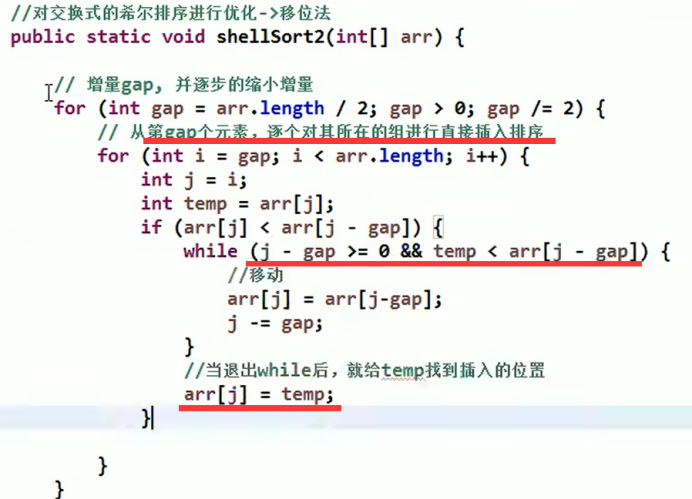 //对交换式的希尔排序进行优化->移位法
public static void shellSort2(int[] arr) {
// 增量gap, 并逐步的缩小增量
for (int gap = arr.length / 2; gap > 0; gap /= 2) {
// 从第gap个元素，逐个对其所在的组进行直接插入排序
for (int i = gap; i < arr.length; i++) {
int j = i;
int temp = arr[j];
if (arr[j] < arr[j - gap]) {
while (j - gap >= 0 && temp < arr[j - gap]) {
//移动
arr[j] = arr[j-gap];
j -= gap;
}
//当退出while后，就给temp找到插入的位置
arr[j] = temp;
}
}
}